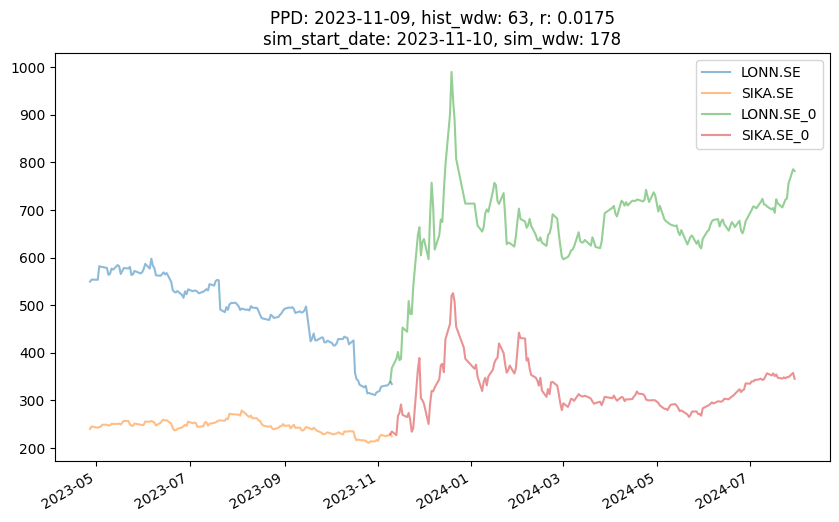 PPD: 2023-11-09, hist_wdw: 63, r: 0.0175
sim_start_date: 2023-11-10, sim_wdw: 178
LONN.SE
SIKA.SE
LONN.SE_0
SIKA.SE_0
1000
900
800
700
600
500
400
300
200
2023-05
2023-07
2023-09
2023-11
2024-01
2024-03
2024-05
2024-07